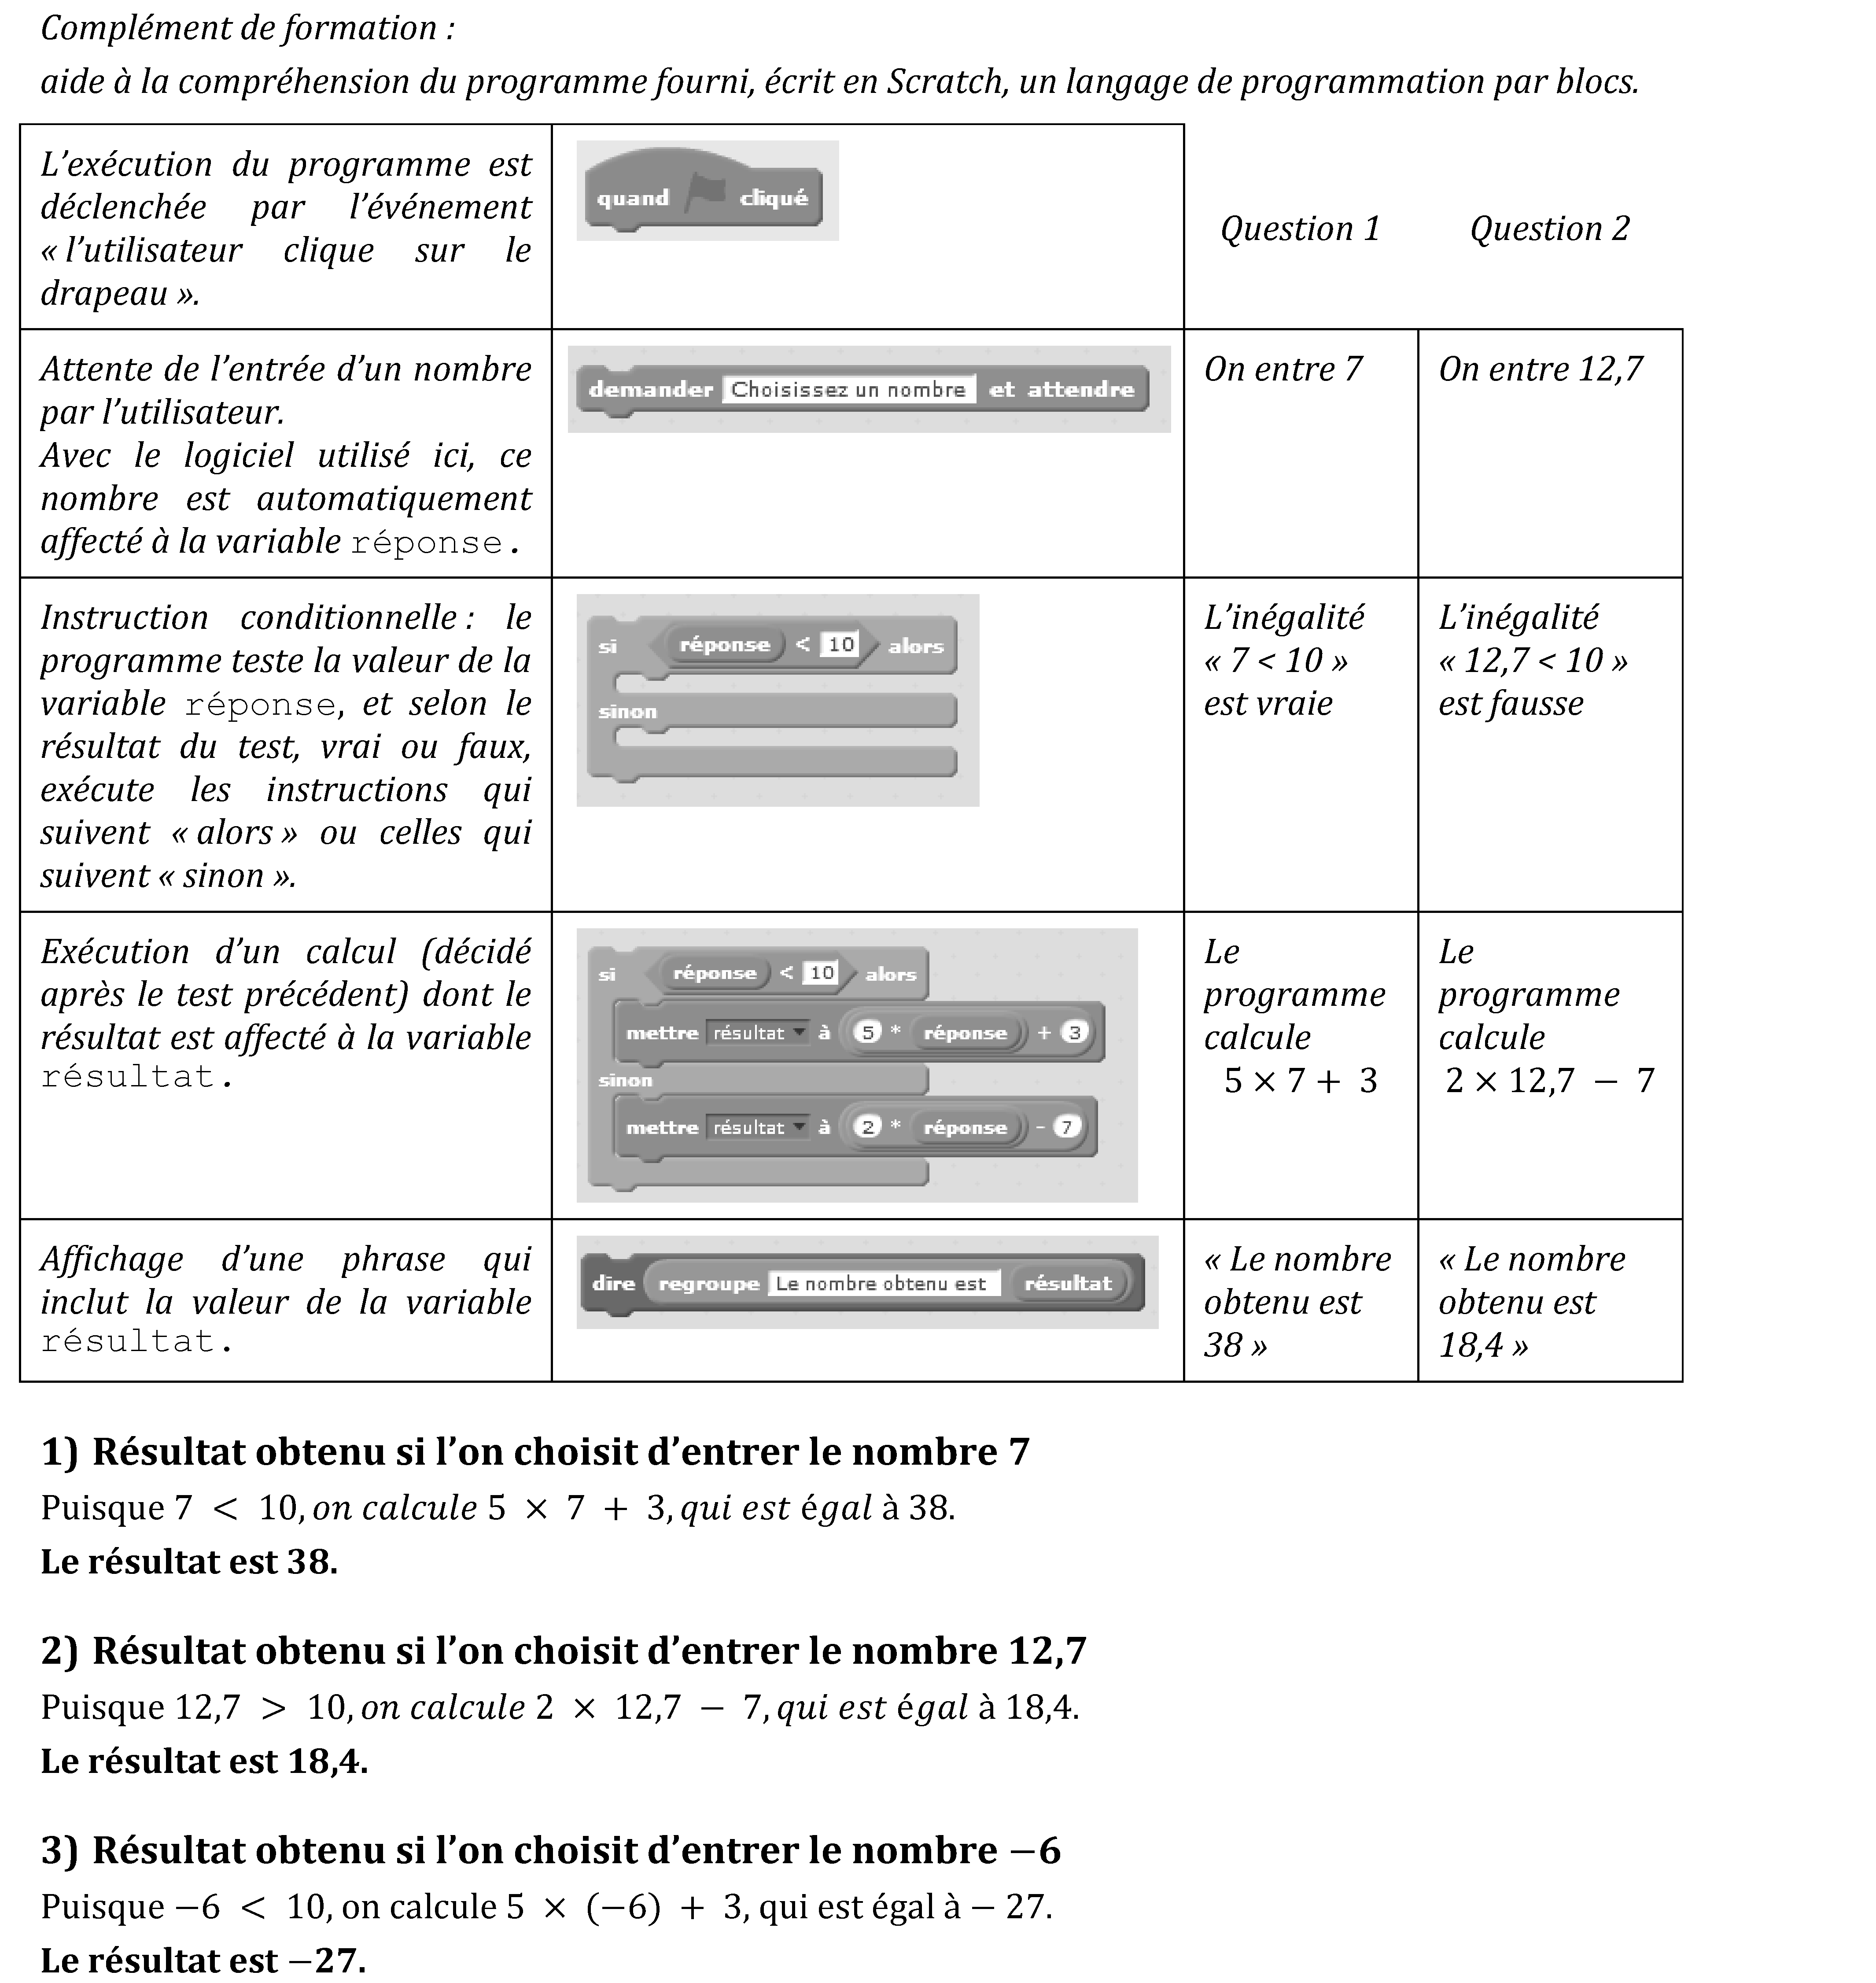 Complément de formation :
aide à la compréhension du programme fourni, écrit en Scratch, un langage de programmation par blocs.
L’exécution du programme est
déclenchée par l’événement
« l’utilisateur clique sur le
drapeau ».
quand cliqué
Question 1
Question 2
Attente de l’entrée d’un nombre
par l’utilisateur.
Avec le logiciel utilisé ici, ce
nombre est automatiquement
affecté à la variable réponse.
demander Choisissez un nombre et attendre
On entre 7
On entre 12,7
Instruction conditionnelle : le
programme teste la valeur de la
variable réponse, et selon le
résultat du test, vrai ou faux,
exécute les instructions qui
suivent « alors » ou celles qui
suivent « sinon ».
si réponse < 10 alors
sinon
L’inégalité
« 7 < 10 »
est vraie
L’inégalité
« 12,7 < 10 »
est fausse
Exécution d’un calcul (décidé
après le test précédent) dont le
résultat est affecté à la variable
résultat.
si réponse < 10 alors
mettre résultat à 5 * réponse + 3
sinon
mettre résultat à 2 * réponse - 7
Le
programme
calcule
5 × 7 + 3
Le
programme
calcule
2 × 12,7 − 7
Affichage d’une phrase qui
inclut la valeur de la variable
résultat.
dire regroupe Le nombre obtenu est résultat
« Le nombre
obtenu est
38 »
« Le nombre
obtenu est
18,4 »
1) Résultat obtenu si l’on choisit d’entrer le nombre 7
Puisque 7 < 10, on calcule 5 × 7 + 3, qui est égal à 38.
Le résultat est 38.
2) Résultat obtenu si l’on choisit d’entrer le nombre 12,7
Puisque 12,7 > 10, on calcule 2 × 12,7 − 7, qui est égal à 18,4.
Le résultat est 18,4.
3) Résultat obtenu si l’on choisit d’entrer le nombre −6
Puisque −6 < 10, on calcule 5 × (−6) + 3, qui est égal à − 27.
Le résultat est −27.